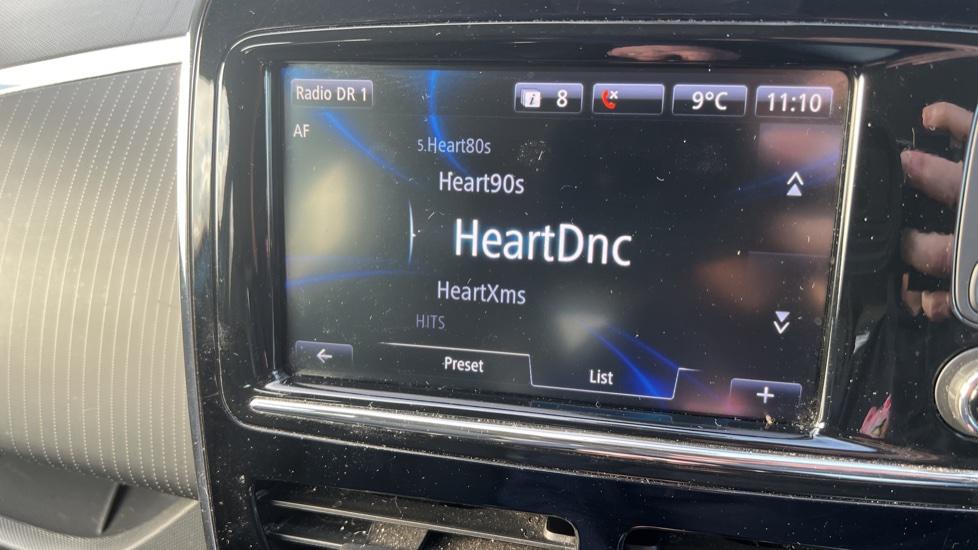 Radio DR 1 8 9°C 11:10
AF
5.Heart80s
Heart90s
HeartDnc
HeartXms
HITS
Preset List